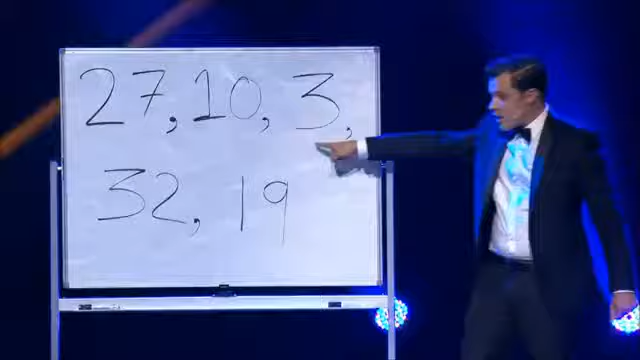 27, 10, 3,
32, 19